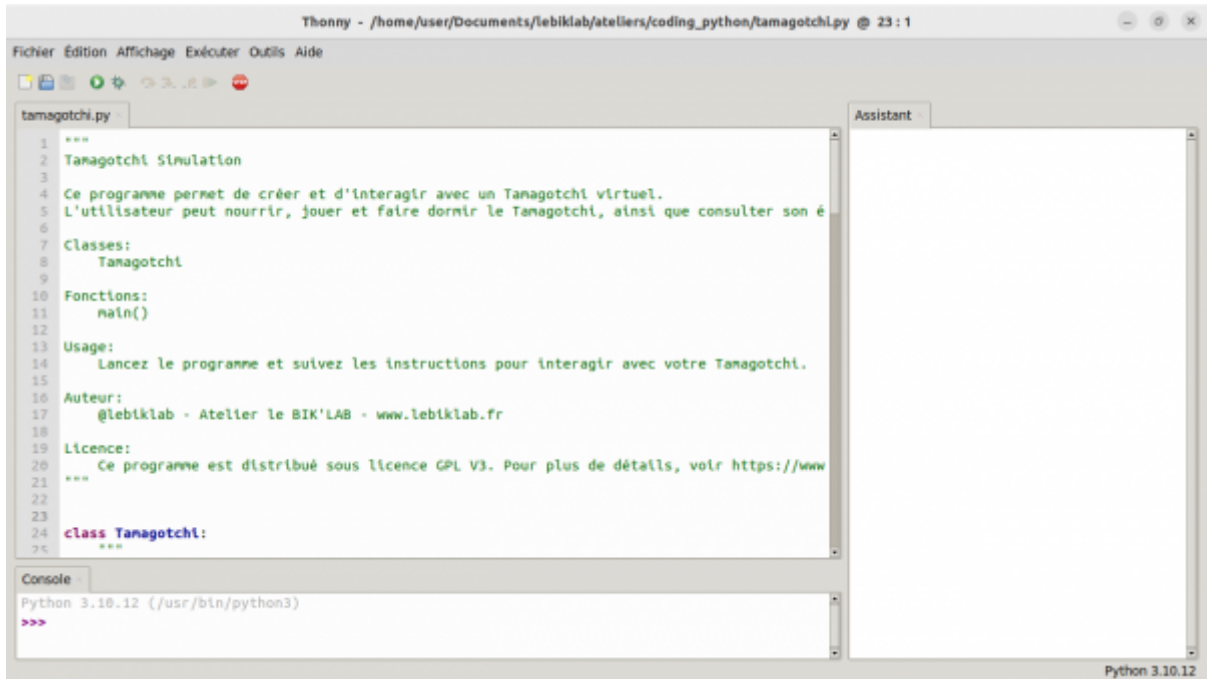 Thonny - /home/user/Documents/lebiklab/ateliers/coding_python/tamagotchi.py @ 23 : 1
Fichier Édition Affichage Exécuter Outils Aide
tamagotchi.py
1 """
2 Tamagotchi Simulation
3
4 Ce programme permet de créer et d'interagir avec un Tamagotchi virtuel.
5 L'utilisateur peut nourrir, jouer et faire dormir le Tamagotchi, ainsi que consulter son é
6
7 Classes:
8 Tamagotchi
9
10 Fonctions:
11 main()
12
13 Usage:
14 Lancez le programme et suivez les instructions pour interagir avec votre Tamagotchi.
15
16 Auteur:
17 @lebiklab - Atelier le BIK'LAB - www.lebiklab.fr
18
19 Licence:
20 Ce programme est distribué sous licence GPL V3. Pour plus de détails, voir https://www
21 """
22
23
24 class Tamagotchi:
25 """
Assistant
Console
Python 3.10.12 (/usr/bin/python3)
>>>
Python 3.10.12